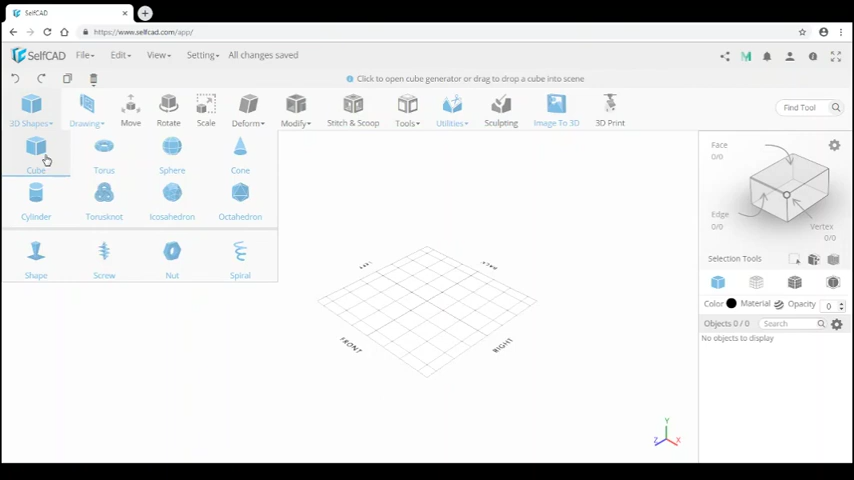 SelfCAD
https://www.selfcad.com/app/
SelfCAD File Edit View Setting All changes saved
Click to open cube generator or drag to drop a cube into scene
3D Shapes Drawing Move Rotate Scale Deform Modify Stitch & Scoop Tools Utilities Sculpting Image To 3D 3D Print Find Tool
Cube Torus Sphere Cone
Cylinder Torusknot Icosahedron Octahedron
Shape Screw Nut Spiral
LEFT BACK
FRONT RIGHT
Y
Z X
Face
0/0
Edge
0/0
Vertex
0/0
Selection Tools
Color Material Opacity 0
Objects 0 / 0 Search
No objects to display